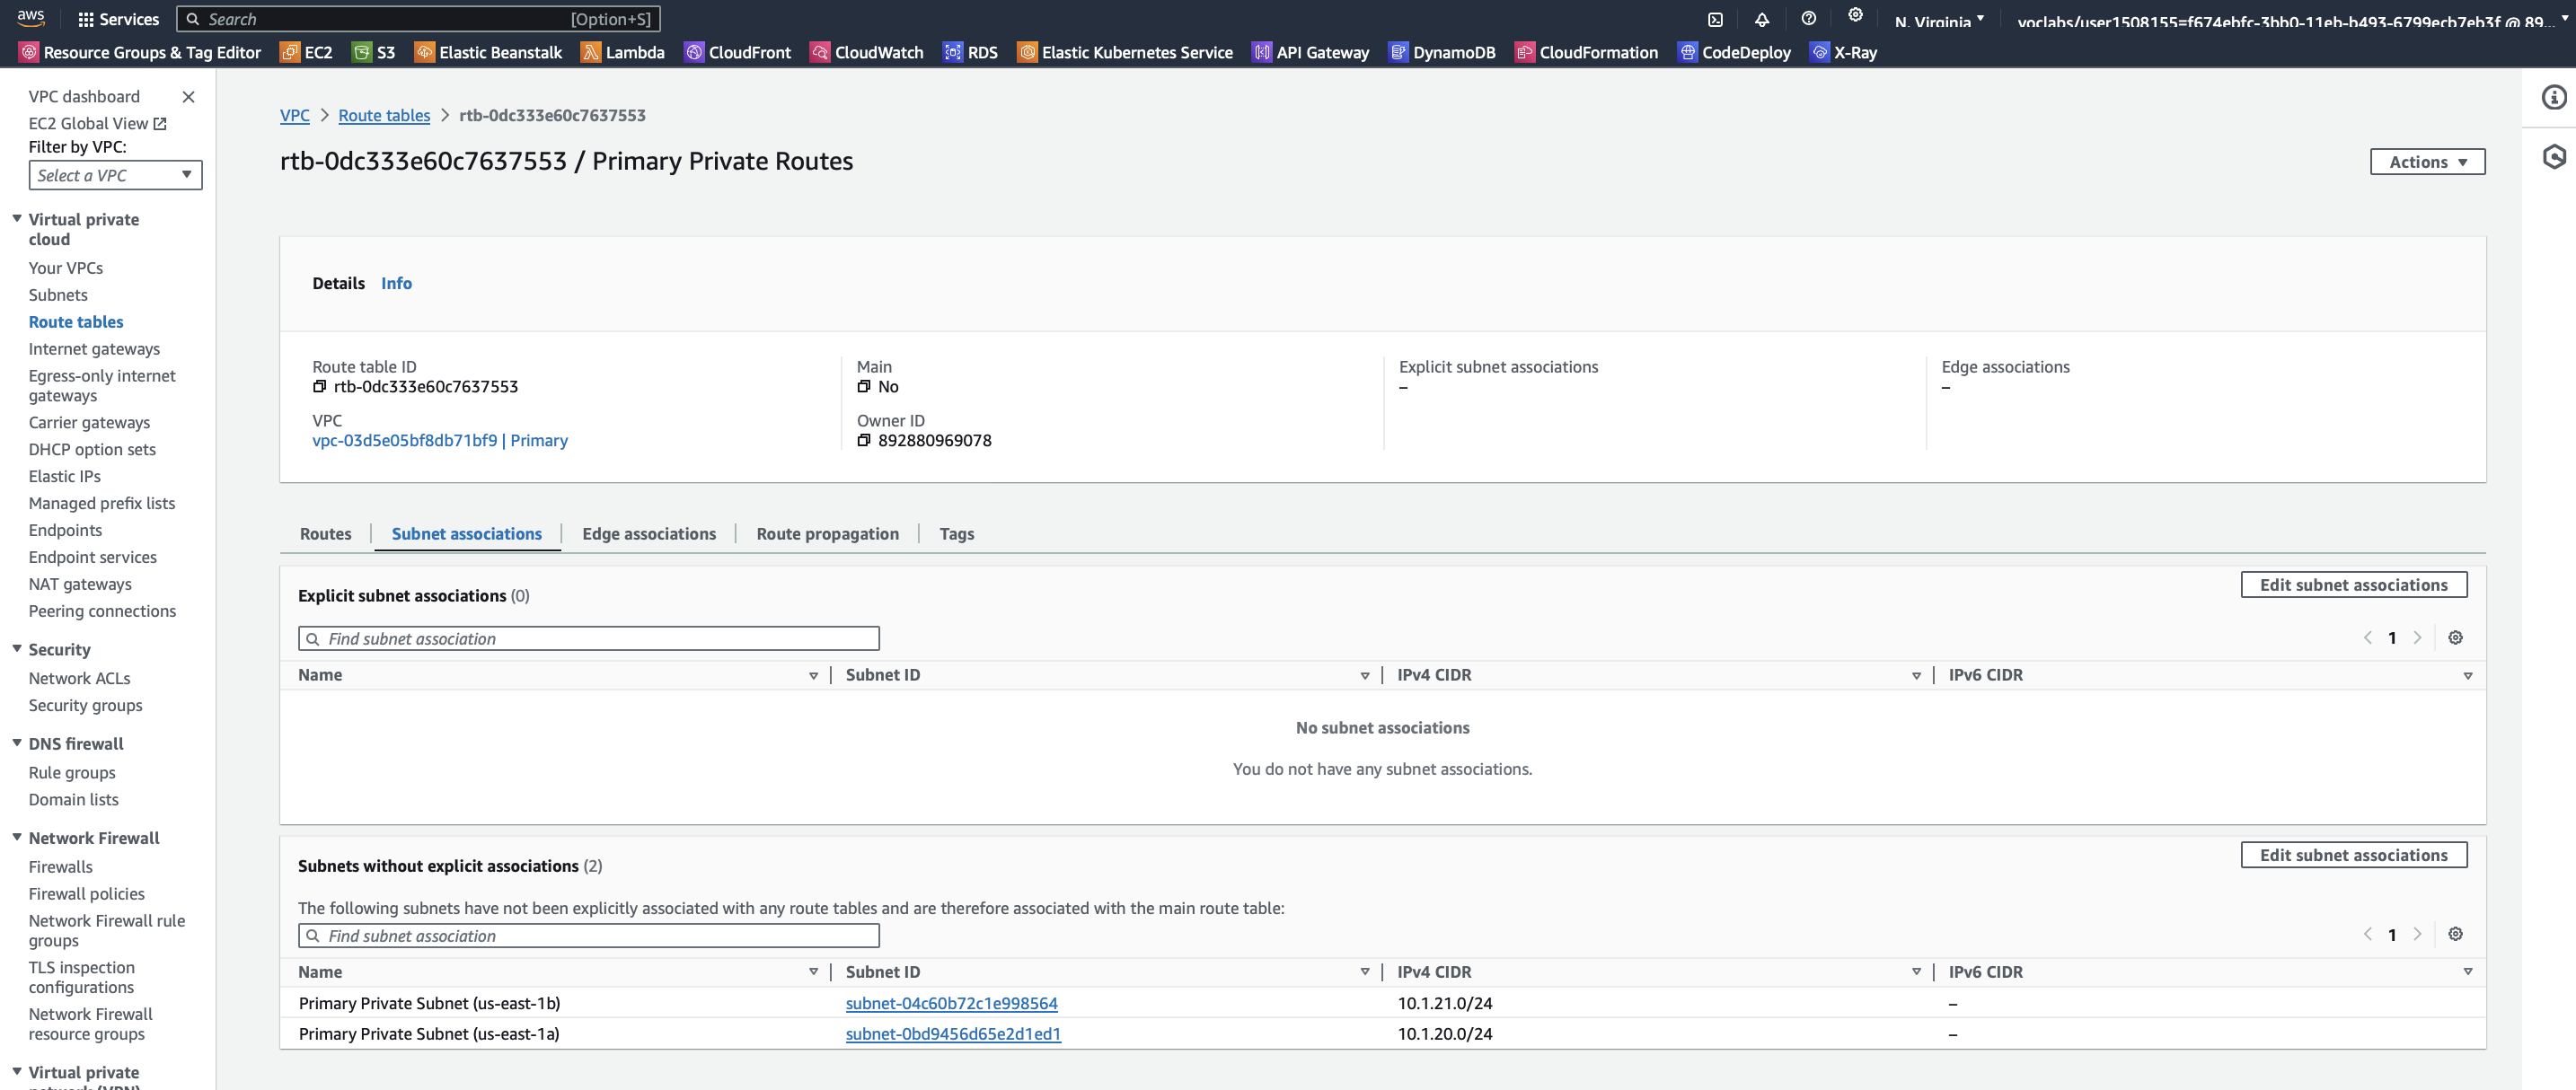 aws
Services
Search
[Option+S]
N. Virginia
voclabs/user1508155=f674ebfc-3bb0-11eb-b493-6799ecb7eb3f @ 89...
Resource Groups & Tag Editor
EC2
S3
Elastic Beanstalk
Lambda
CloudFront
CloudWatch
RDS
Elastic Kubernetes Service
API Gateway
DynamoDB
CloudFormation
CodeDeploy
X-Ray
VPC dashboard
EC2 Global View
Filter by VPC:
Select a VPC
Virtual private
cloud
Your VPCs
Subnets
Route tables
Internet gateways
Egress-only internet
gateways
Carrier gateways
DHCP option sets
Elastic IPs
Managed prefix lists
Endpoints
Endpoint services
NAT gateways
Peering connections
Security
Network ACLs
Security groups
DNS firewall
Rule groups
Domain lists
Network Firewall
Firewalls
Firewall policies
Network Firewall rule
groups
TLS inspection
configurations
Network Firewall
resource groups
Virtual private
network (VPN)
VPC > Route tables > rtb-0dc333e60c7637553
rtb-0dc333e60c7637553 / Primary Private Routes
Actions
Details Info
Route table ID
rtb-0dc333e60c7637553
Main
No
Explicit subnet associations
–
Edge associations
–
VPC
vpc-03d5e05bf8db71bf9 | Primary
Owner ID
892880969078
Routes
Subnet associations
Edge associations
Route propagation
Tags
Explicit subnet associations (0)
Edit subnet associations
Find subnet association
1
Name
Subnet ID
IPv4 CIDR
IPv6 CIDR
No subnet associations
You do not have any subnet associations.
Subnets without explicit associations (2)
Edit subnet associations
The following subnets have not been explicitly associated with any route tables and are therefore associated with the main route table:
Find subnet association
1
Name
Subnet ID
IPv4 CIDR
IPv6 CIDR
Primary Private Subnet (us-east-1b)
subnet-04c60b72c1e998564
10.1.21.0/24
–
Primary Private Subnet (us-east-1a)
subnet-0bd9456d65e2d1ed1
10.1.20.0/24
–